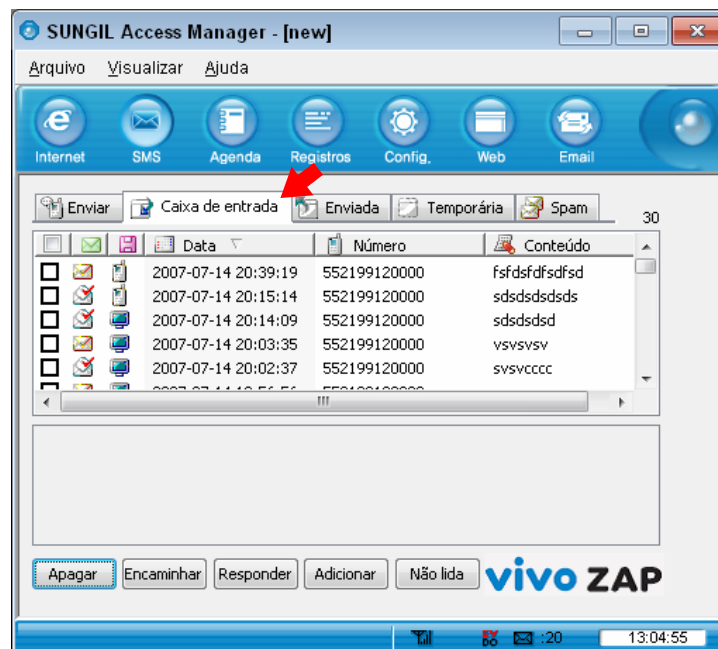 SUNGIL Access Manager - [new]
Arquivo Visualizar Ajuda
Internet SMS Agenda Registros Config. Web Email
Enviar Caixa de entrada Enviada Temporária Spam 30
Data Número Conteúdo
2007-07-14 20:39:19 552199120000 fsfdsfdfsdfsd
2007-07-14 20:15:14 552199120000 sdsdsdsdsds
2007-07-14 20:14:09 552199120000 sdsdsdsd
2007-07-14 20:03:35 552199120000 vsvsvsv
2007-07-14 20:02:37 552199120000 svsvcccc
Apagar Encaminhar Responder Adicionar Não lida vivo ZAP
EV DO :20 13:04:55